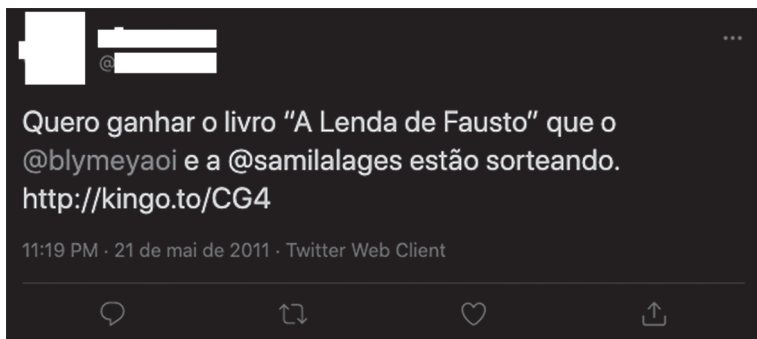 @
Quero ganhar o livro “A Lenda de Fausto” que o
@blymeyaoi e a @samilalages estão sorteando.
http://kingo.to/CG4
11:19 PM · 21 de mai de 2011 · Twitter Web Client